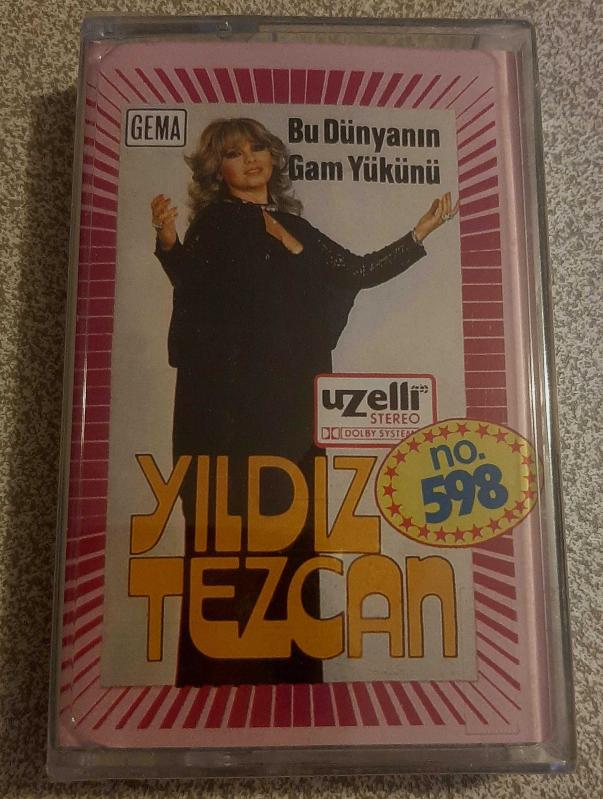 GEMA
Bu Dünyanın
Gam Yükünü
uzelli
STEREO
DOLBY SYSTEM
no.
598
YILDIZ
TEZCAN